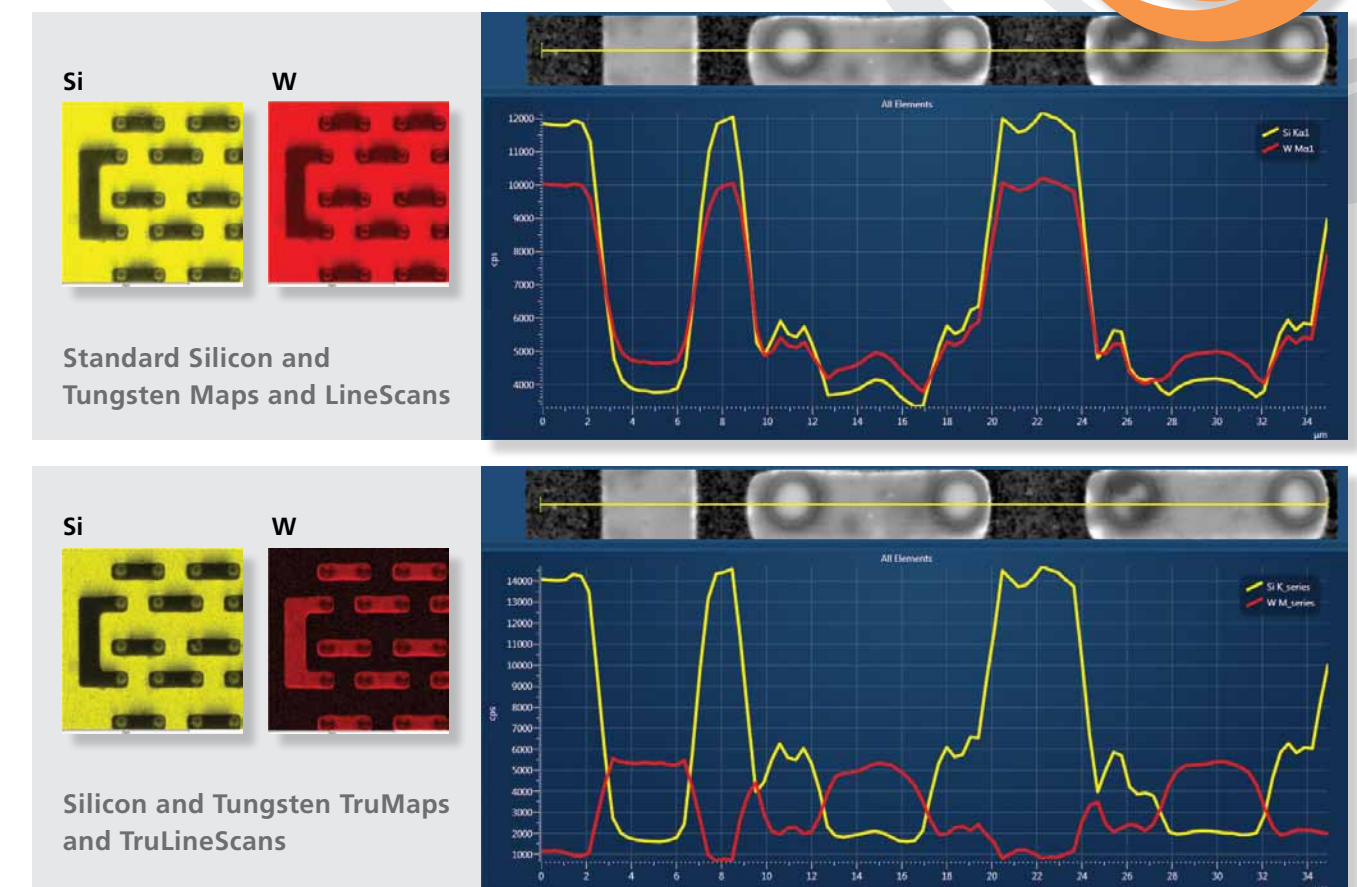 Si
W
Standard Silicon and
Tungsten Maps and LineScans
All Elements
Si Kα1
W Mα1
12000
11000
10000
9000
8000
7000
6000
5000
4000
cps
0 2 4 6 8 10 12 14 16 18 20 22 24 26 28 30 32 34
µm
Si
W
Silicon and Tungsten TruMaps
and TruLineScans
All Elements
Si K_series
W M_series
14000
13000
12000
11000
10000
9000
8000
7000
6000
5000
4000
3000
2000
1000
cps
0 2 4 6 8 10 12 14 16 18 20 22 24 26 28 30 32 34